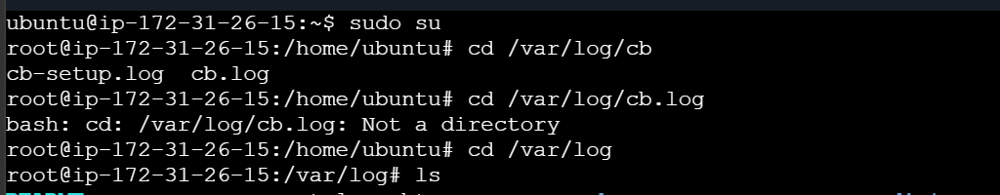 ubuntu@ip-172-31-26-15:~$ sudo su
root@ip-172-31-26-15:/home/ubuntu# cd /var/log/cb
cb-setup.log  cb.log
root@ip-172-31-26-15:/home/ubuntu# cd /var/log/cb.log
bash: cd: /var/log/cb.log: Not a directory
root@ip-172-31-26-15:/home/ubuntu# cd /var/log
root@ip-172-31-26-15:/var/log# ls